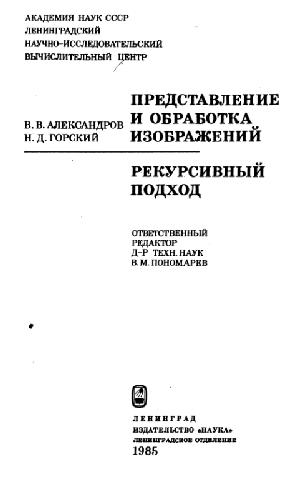 АКАДЕМИЯ НАУК СССР
ЛЕНИНГРАДСКИЙ
НАУЧНО-ИССЛЕДОВАТЕЛЬСКИЙ
ВЫЧИСЛИТЕЛЬНЫЙ ЦЕНТР
В. В. АЛЕКСАНДРОВ
Н. Д. ГОРСКИЙ
ПРЕДСТАВЛЕНИЕ
И ОБРАБОТКА
ИЗОБРАЖЕНИЙ
РЕКУРСИВНЫЙ
ПОДХОД
ОТВЕТСТВЕННЫЙ
РЕДАКТОР
Д-Р ТЕХН. НАУК
В. М. ПОНОМАРЕВ
ЛЕНИНГРАД
ИЗДАТЕЛЬСТВО «НАУКА»
ЛЕНИНГРАДСКОЕ ОТДЕЛЕНИЕ
1985